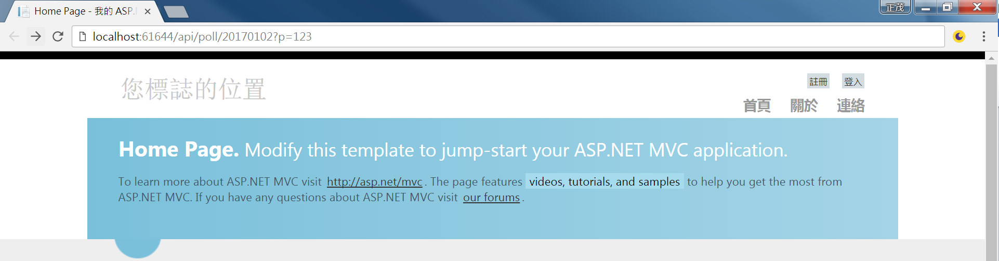 Home Page - 我的 ASP.
正茂
localhost:61644/api/poll/20170102?p=123
您標誌的位置
註冊 登入
首頁 關於 連絡
Home Page. Modify this template to jump-start your ASP.NET MVC application.
To learn more about ASP.NET MVC visit http://asp.net/mvc. The page features videos, tutorials, and samples to help you get the most from
ASP.NET MVC. If you have any questions about ASP.NET MVC visit our forums.